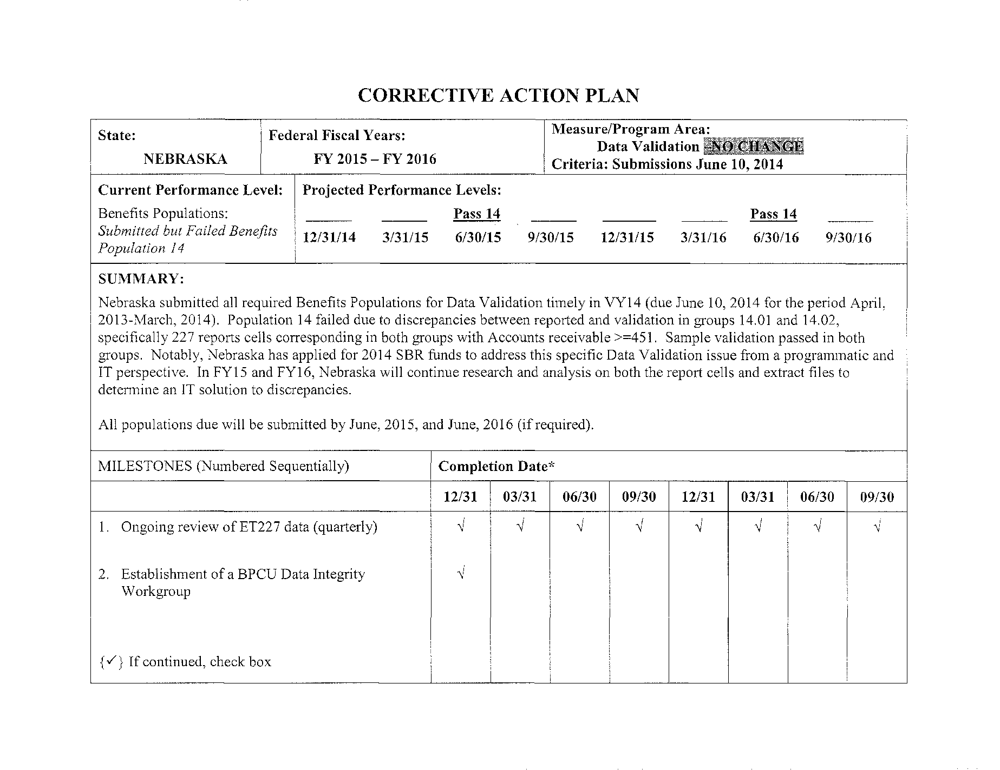 CORRECTIVE ACTION PLAN
State:
NEBRASKA
Federal Fiscal Years:
FY 2015 – FY 2016
Measure/Program Area:
Data Validation –NO CHANGE
Criteria: Submissions June 10, 2014
Current Performance Level:
Benefits Populations:
Submitted but Failed Benefits
Population 14
Projected Performance Levels:
Pass 14 Pass 14
12/31/14 3/31/15 6/30/15 9/30/15 12/31/15 3/31/16 6/30/16 9/30/16
SUMMARY:
Nebraska submitted all required Benefits Populations for Data Validation timely in VY14 (due June 10, 2014 for the period April,
2013-March, 2014). Population 14 failed due to discrepancies between reported and validation in groups 14.01 and 14.02,
specifically 227 reports cells corresponding in both groups with Accounts receivable >=451. Sample validation passed in both
groups. Notably, Nebraska has applied for 2014 SBR funds to address this specific Data Validation issue from a programmatic and
IT perspective. In FY15 and FY16, Nebraska will continue research and analysis on both the report cells and extract files to
determine an IT solution to discrepancies.
All populations due will be submitted by June, 2015, and June, 2016 (if required).
MILESTONES (Numbered Sequentially) Completion Date*
12/31 03/31 06/30 09/30 12/31 03/31 06/30 09/30
1. Ongoing review of ET227 data (quarterly) √ √ √ √ √ √ √ √
2. Establishment of a BPCU Data Integrity √
Workgroup
{✓} If continued, check box